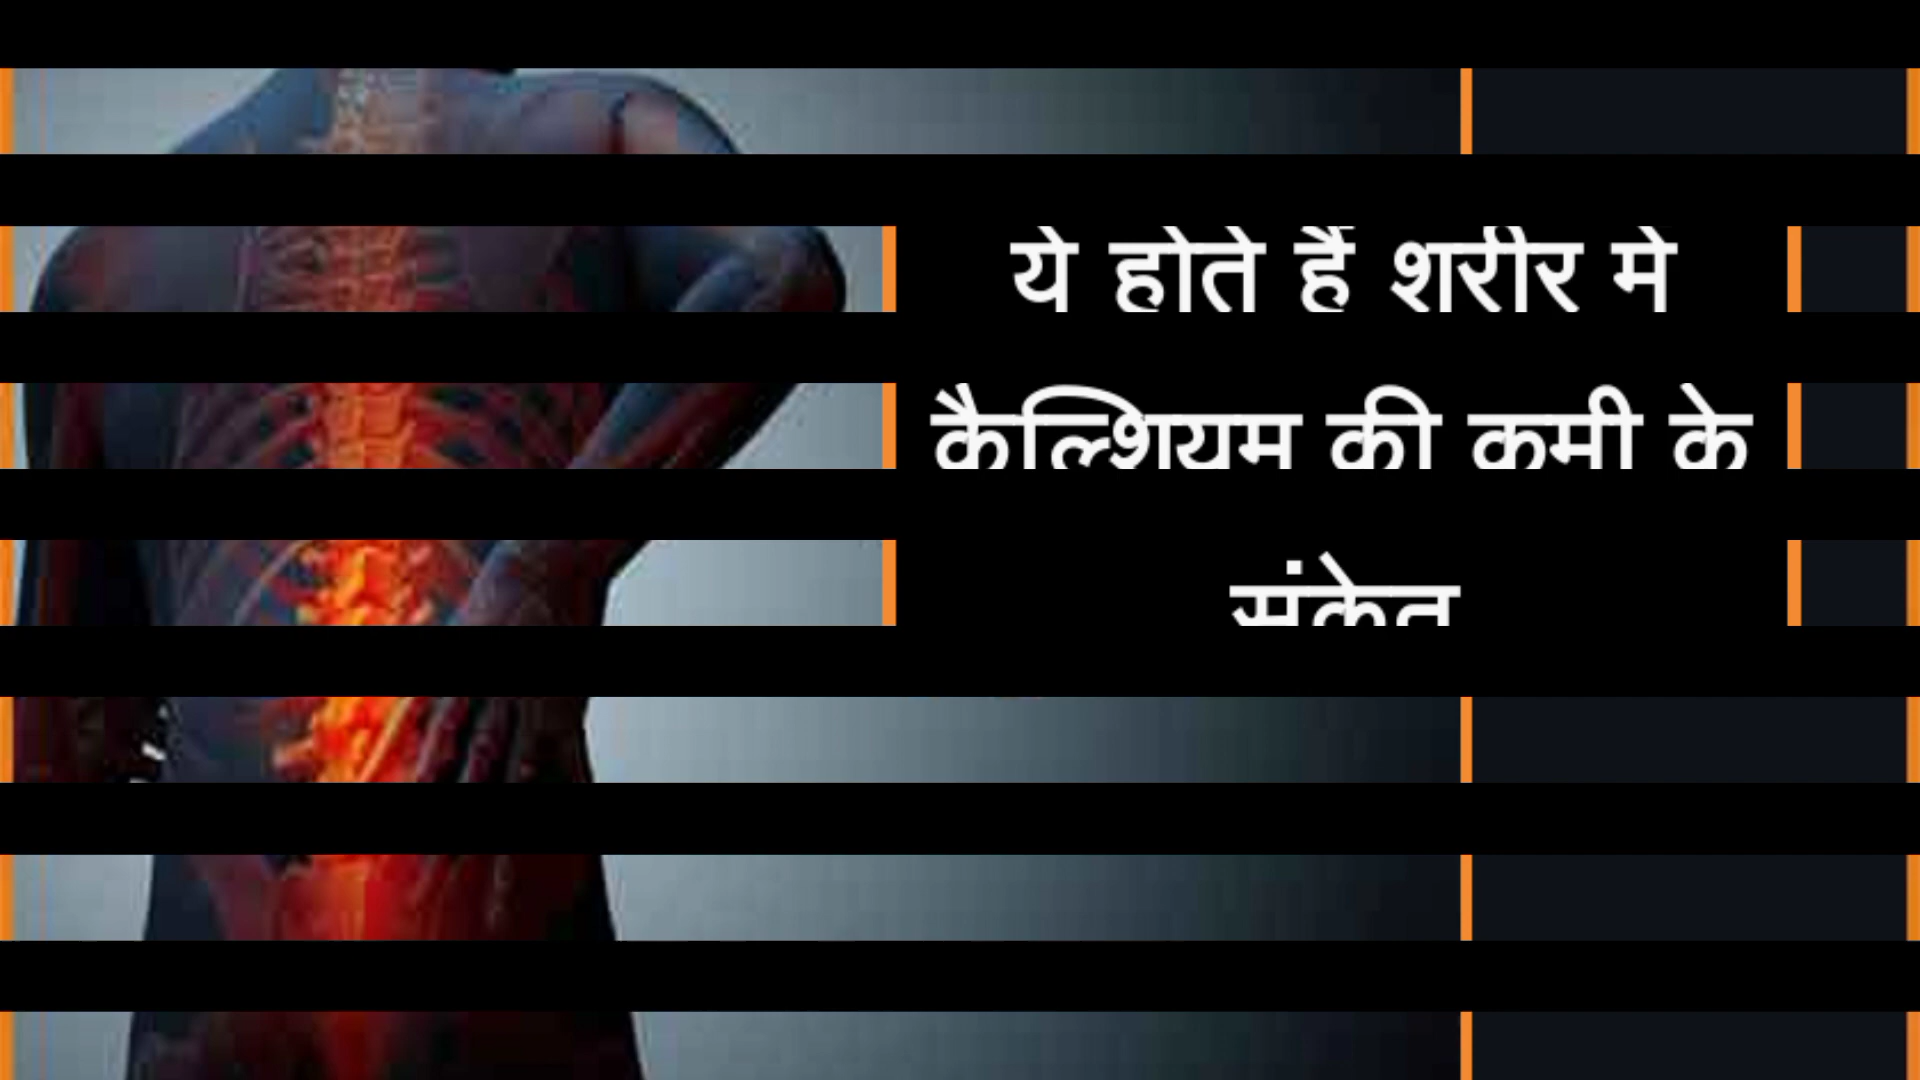 ये होते हैं शरीर में
कैल्शियम की कमी के
संकेत